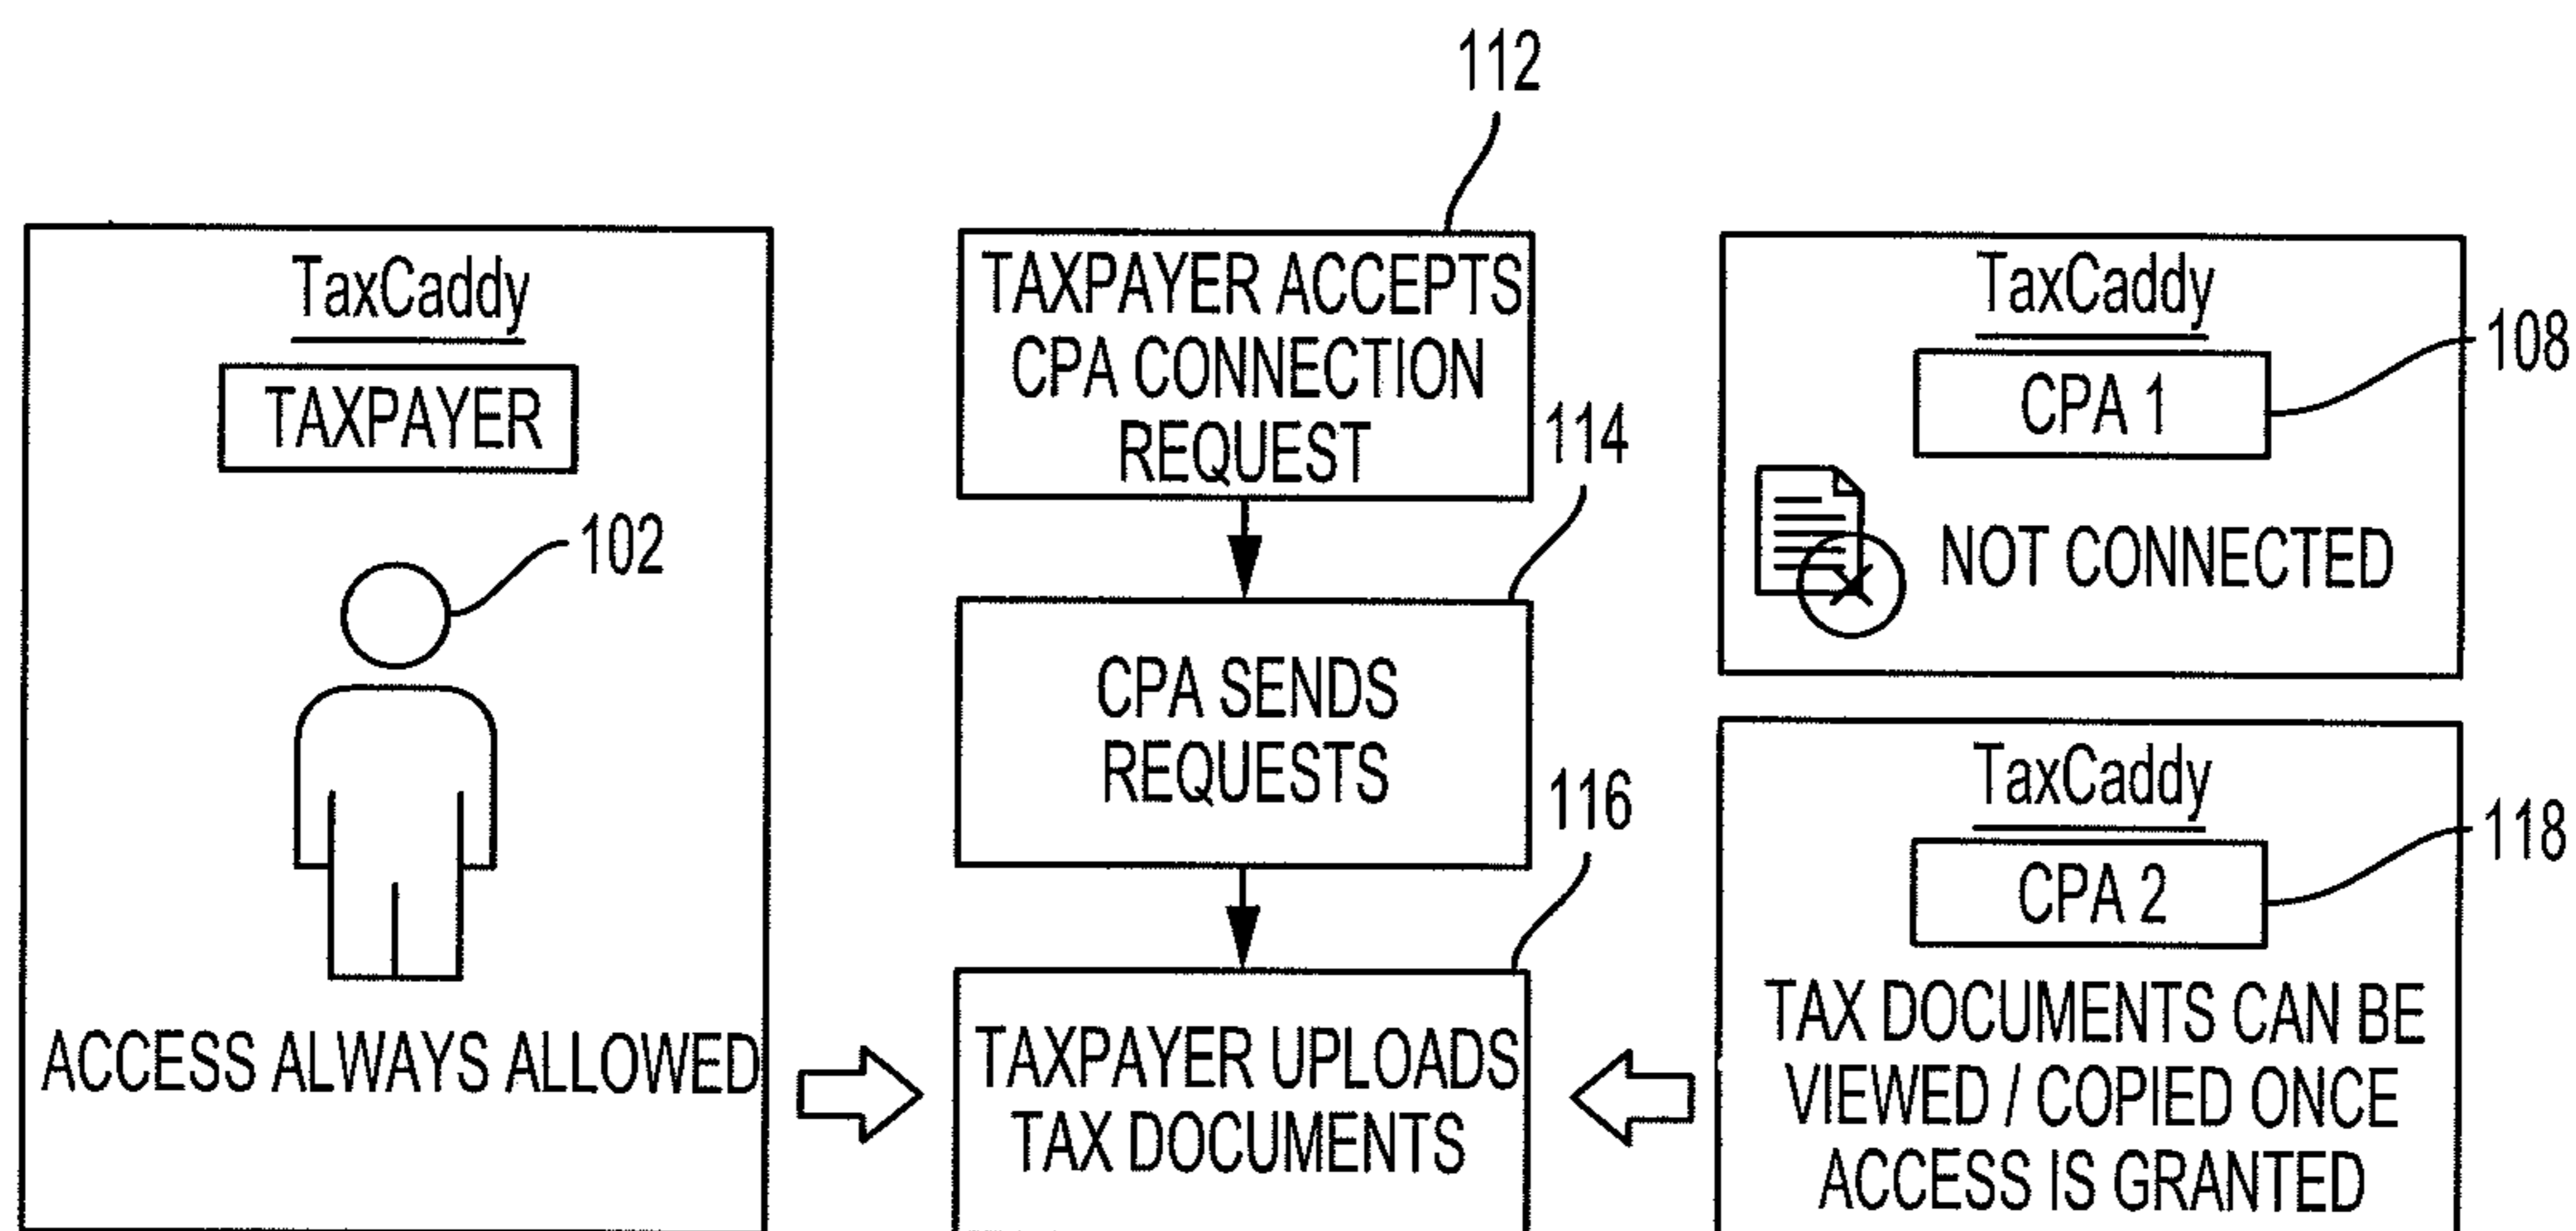 112
TaxCaddy
TAXPAYER
102
ACCESS ALWAYS ALLOWED
TAXPAYER ACCEPTS
CPA CONNECTION
REQUEST
114
CPA SENDS
REQUESTS
116
TAXPAYER UPLOADS
TAX DOCUMENTS
TaxCaddy
108
CPA 1
NOT CONNECTED
TaxCaddy
118
CPA 2
TAX DOCUMENTS CAN BE
VIEWED / COPIED ONCE
ACCESS IS GRANTED